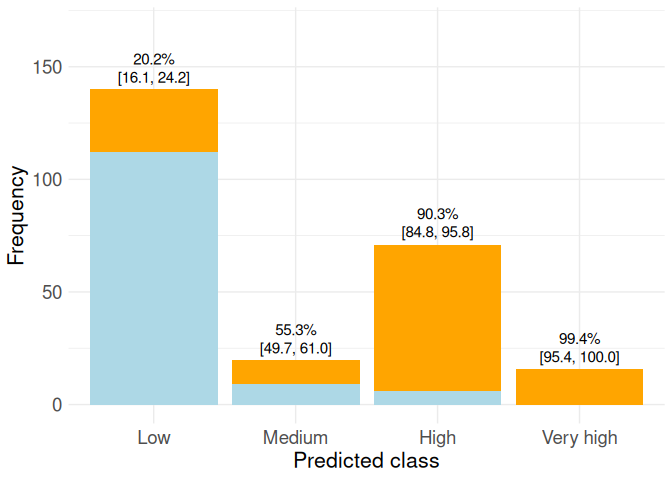 20.2%
[16.1, 24.2]
55.3%
[49.7, 61.0]
90.3%
[84.8, 95.8]
99.4%
[95.4, 100.0]
Frequency
150
100
50
0
Low
Medium
High
Very high
Predicted class